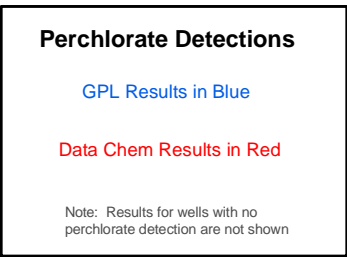 Perchlorate Detections
GPL Results in Blue
Data Chem Results in Red
Note:  Results for wells with no
perchlorate detection are not shown